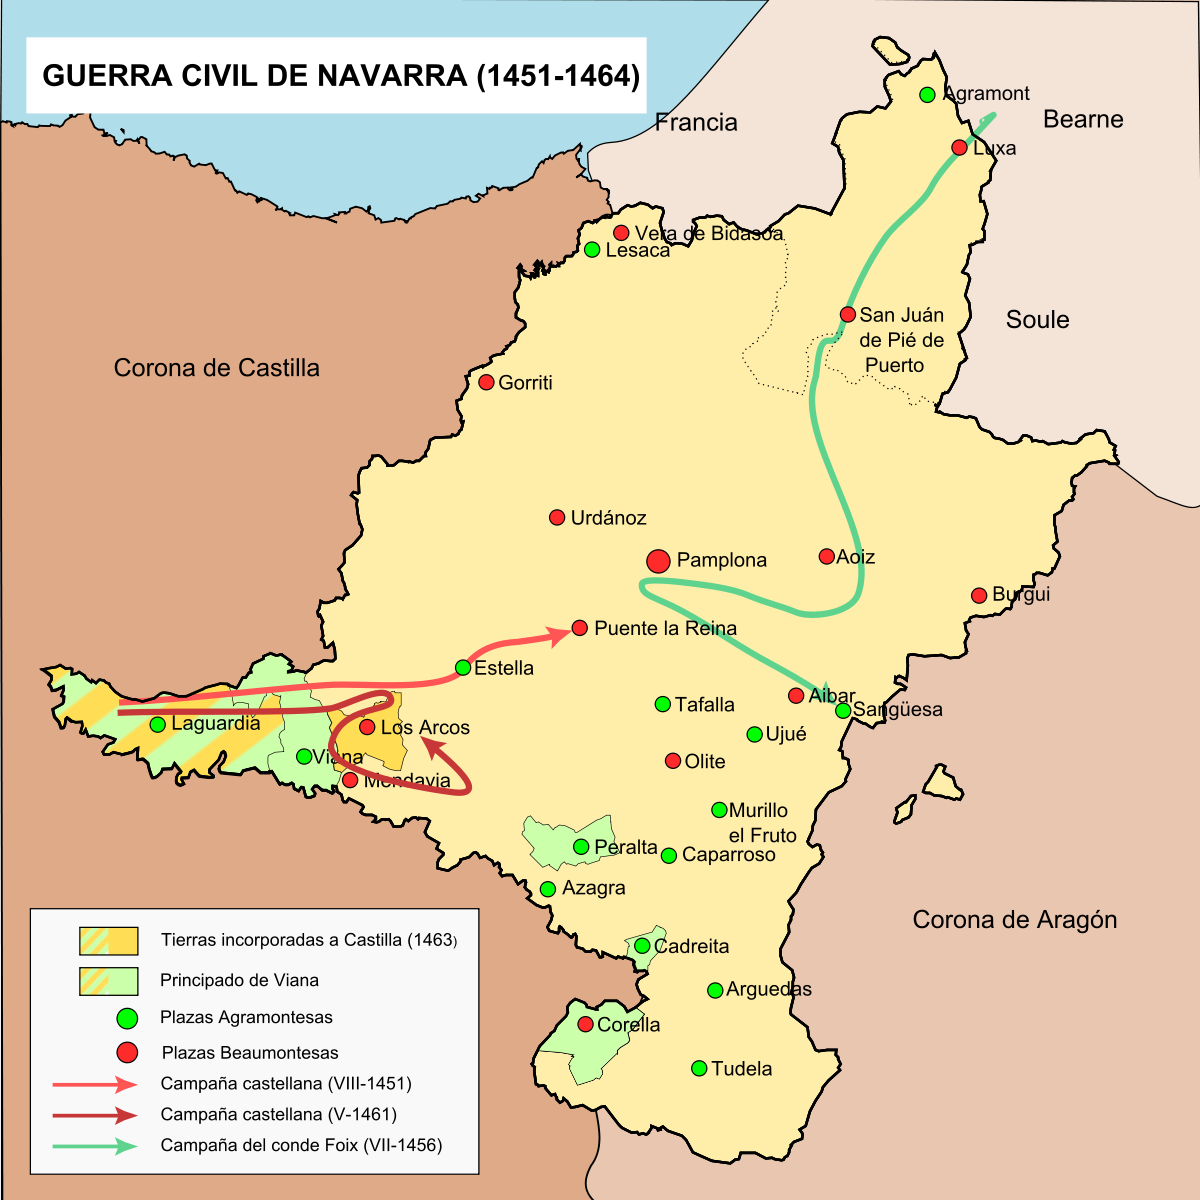 GUERRA CIVIL DE NAVARRA (1451-1464)
Agramont
Francia
Bearne
Luxa
Vera de Bidasoa
Lesaca
San Juán
de Pié de
Puerto
Soule
Corona de Castilla
Gorriti
Urdánoz
Pamplona
Aoiz
Burgui
Puente la Reina
Estella
Aibar
Tafalla
Sangüesa
Laguardia
Los Arcos
Ujué
Viana
Olite
Mendavia
Murillo
el Fruto
Peralta
Caparroso
Azagra
Corona de Aragón
Cadreita
Arguedas
Corella
Tudela
Tierras incorporadas a Castilla (1463)
Principado de Viana
Plazas Agramontesas
Plazas Beaumontesas
Campaña castellana (VIII-1451)
Campaña castellana (V-1461)
Campaña del conde Foix (VII-1456)